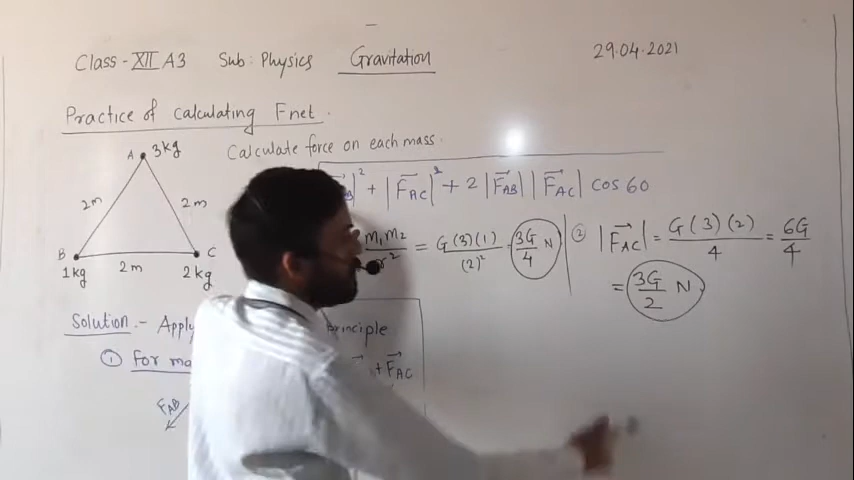 Class-XII A3 Sub: Physics Gravitation 29.04.2021
Practice of calculating Fnet.
Calculate force on each mass.
A 3kg
2m 2m
B C
1kg 2m 2kg
|² + |F⃗AC|² + 2|F⃗AB||F⃗AC| cos 60
m₁m₂/r² = G(3)(1)/(2)² = 3G/4 N
② |F⃗AC| = G(3)(2)/4 = 6G/4
= 3G/2 N
Solution.- principle
① For
+ F⃗AC
FAB